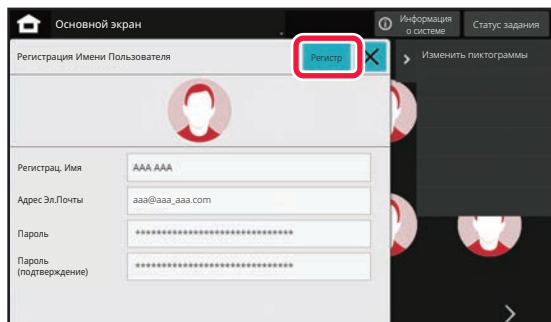 Основной экран
Информация
о системе
Статус задания
Регистрация Имени Пользователя
Регистр
Изменить пиктограммы
Регистрац. Имя
AAA AAA
Адрес Эл.Почты
aaa@aaa_aaa.com
Пароль
********************************
Пароль
(подтверждение)
********************************